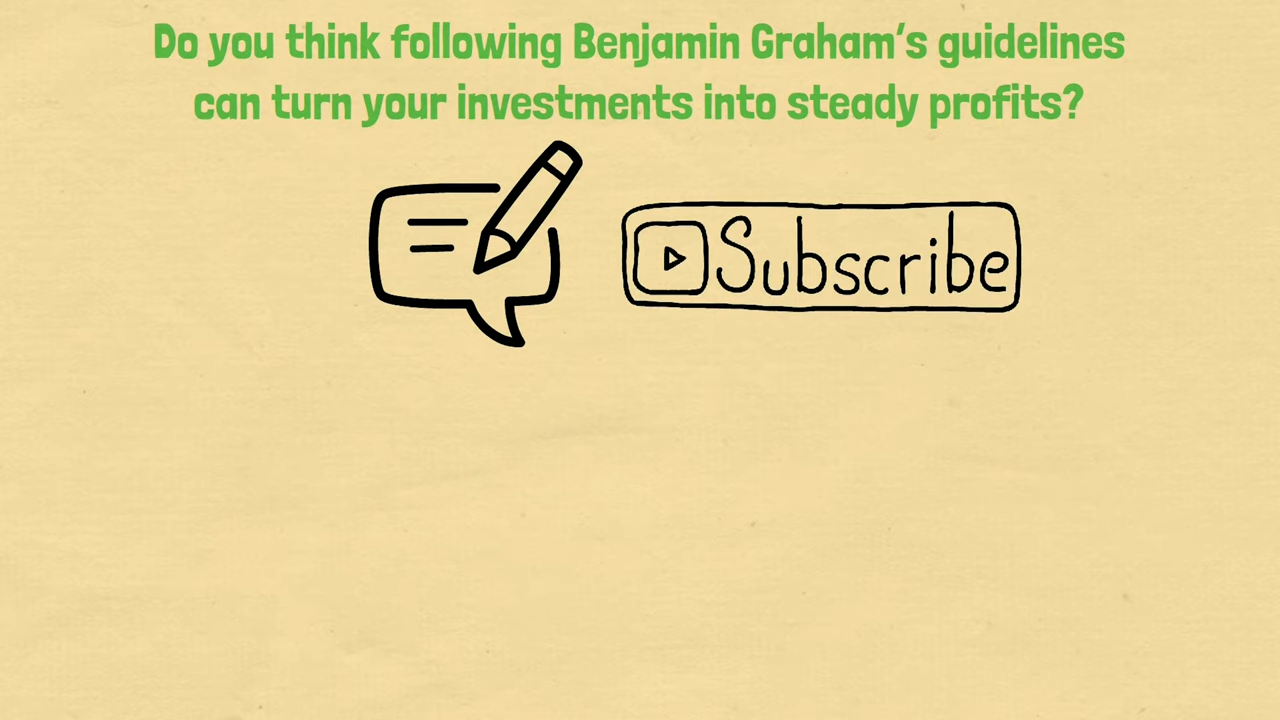 Do you think following Benjamin Graham's guidelines
can turn your investments into steady profits?
Subscribe